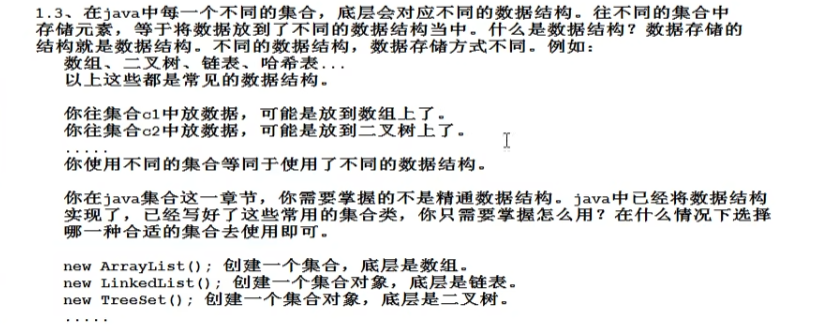 1.3、在java中每一个不同的集合，底层会对应不同的数据结构。往不同的集合中
存储元素，等于将数据放到了不同的数据结构当中。什么是数据结构？数据存储的
结构就是数据结构。不同的数据结构，数据存储方式不同。例如：
数组、二叉树、链表、哈希表...
以上这些都是常见的数据结构。
你往集合c1中放数据，可能是放到数组上了。
你往集合c2中放数据，可能是放到二叉树上了。
.....
你使用不同的集合等同于使用了不同的数据结构。
你在java集合这一章节，你需要掌握的不是精通数据结构。java中已经将数据结构
实现了，已经写好了这些常用的集合类，你只需要掌握怎么用？在什么情况下选择
哪一种合适的集合去使用即可。
new ArrayList(); 创建一个集合，底层是数组。
new LinkedList(); 创建一个集合对象，底层是链表。
new TreeSet(); 创建一个集合对象，底层是二叉树。
.....